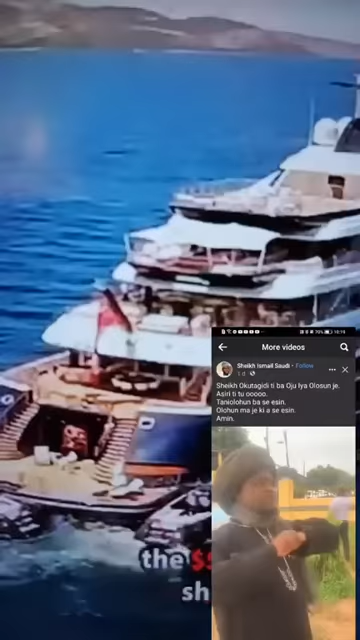 More videos
Sheikh Ismail Saudi · Follow
1 d ·
Sheikh Okutagidi ti ba Oju Iya Olosun je.
Asiri ti tu ooooo.
Taniolohun ba se esin.
Olohun ma je ki a se esin.
Amin.
the $
sh